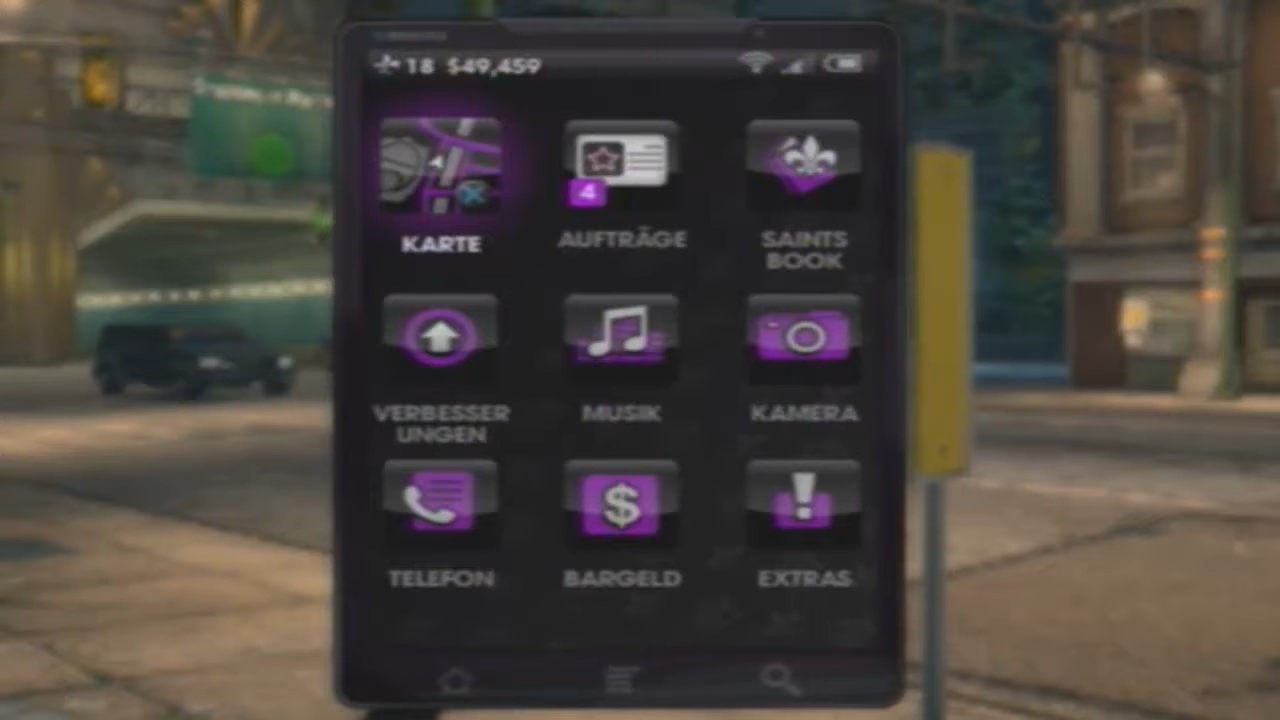 18 $49,459
KARTE
AUFTRÄGE
SAINTS
BOOK
4
VERBESSER
UNGEN
MUSIK
KAMERA
TELEFON
BARGELD
EXTRAS